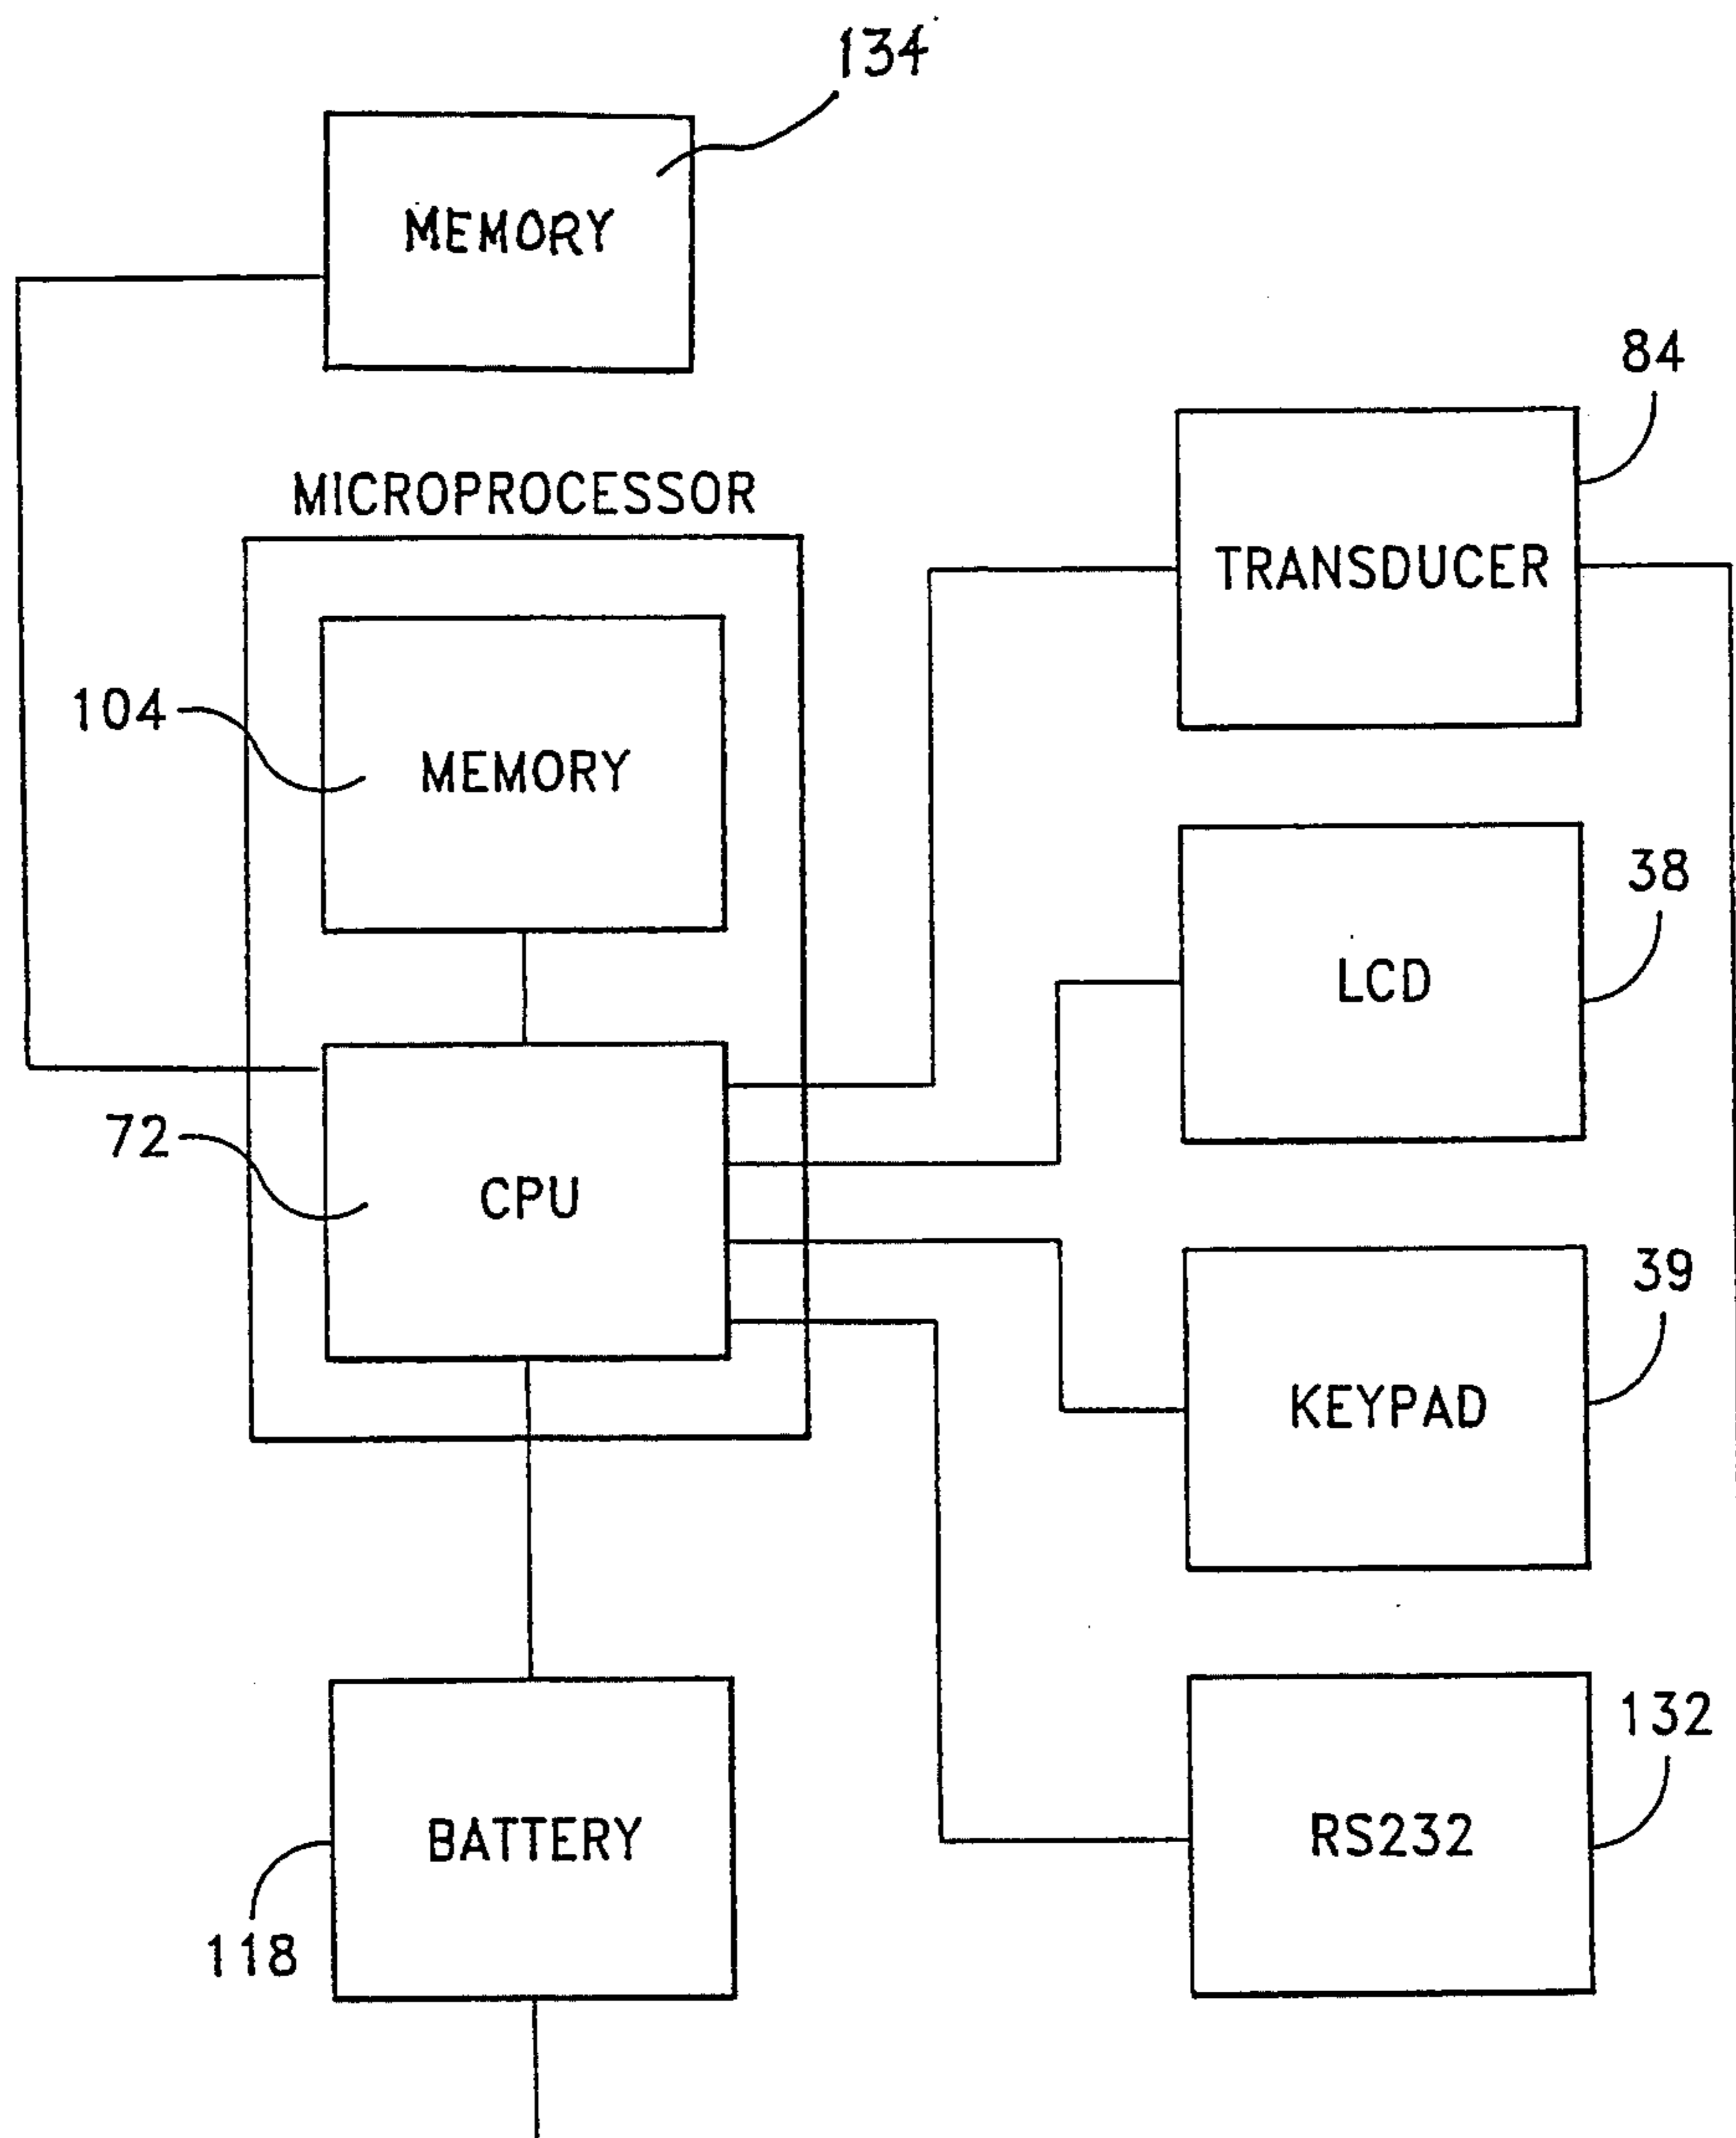 134
MEMORY
84
MICROPROCESSOR
TRANSDUCER
104
MEMORY
38
LCD
72
CPU
39
KEYPAD
132
BATTERY
RS232
118